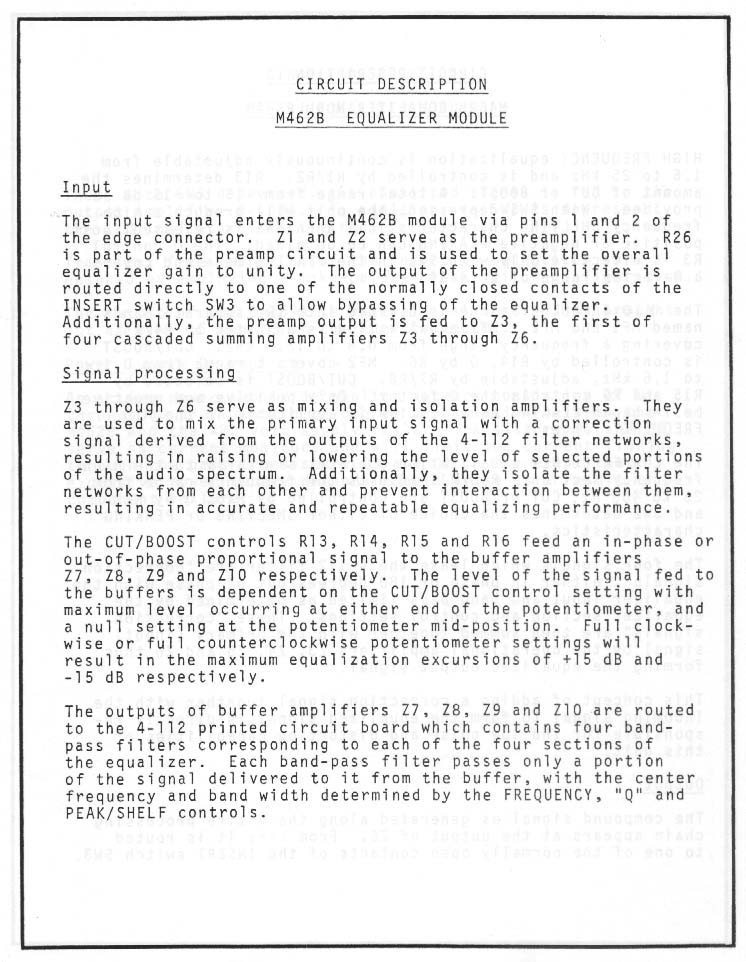 CIRCUIT DESCRIPTION
M462B EQUALIZER MODULE
Input
The input signal enters the M462B module via pins 1 and 2 of
the edge connector. Z1 and Z2 serve as the preamplifier. R26
is part of the preamp circuit and is used to set the overall
equalizer gain to unity. The output of the preamplifier is
routed directly to one of the normally closed contacts of the
INSERT switch SW3 to allow bypassing of the equalizer.
Additionally, the preamp output is fed to Z3, the first of
four cascaded summing amplifiers Z3 through Z6.
Signal processing
Z3 through Z6 serve as mixing and isolation amplifiers. They
are used to mix the primary input signal with a correction
signal derived from the outputs of the 4-112 filter networks,
resulting in raising or lowering the level of selected portions
of the audio spectrum. Additionally, they isolate the filter
networks from each other and prevent interaction between them,
resulting in accurate and repeatable equalizing performance.
The CUT/BOOST controls R13, R14, R15 and R16 feed an in-phase or
out-of-phase proportional signal to the buffer amplifiers
Z7, Z8, Z9 and Z10 respectively. The level of the signal fed to
the buffers is dependent on the CUT/BOOST control setting with
maximum level occurring at either end of the potentiometer, and
a null setting at the potentiometer mid-position. Full clock-
wise or full counterclockwise potentiometer settings will
result in the maximum equalization excursions of +15 dB and
-15 dB respectively.
The outputs of buffer amplifiers Z7, Z8, Z9 and Z10 are routed
to the 4-112 printed circuit board which contains four band-
pass filters corresponding to each of the four sections of
the equalizer. Each band-pass filter passes only a portion
of the signal delivered to it from the buffer, with the center
frequency and band width determined by the FREQUENCY, "Q" and
PEAK/SHELF controls.